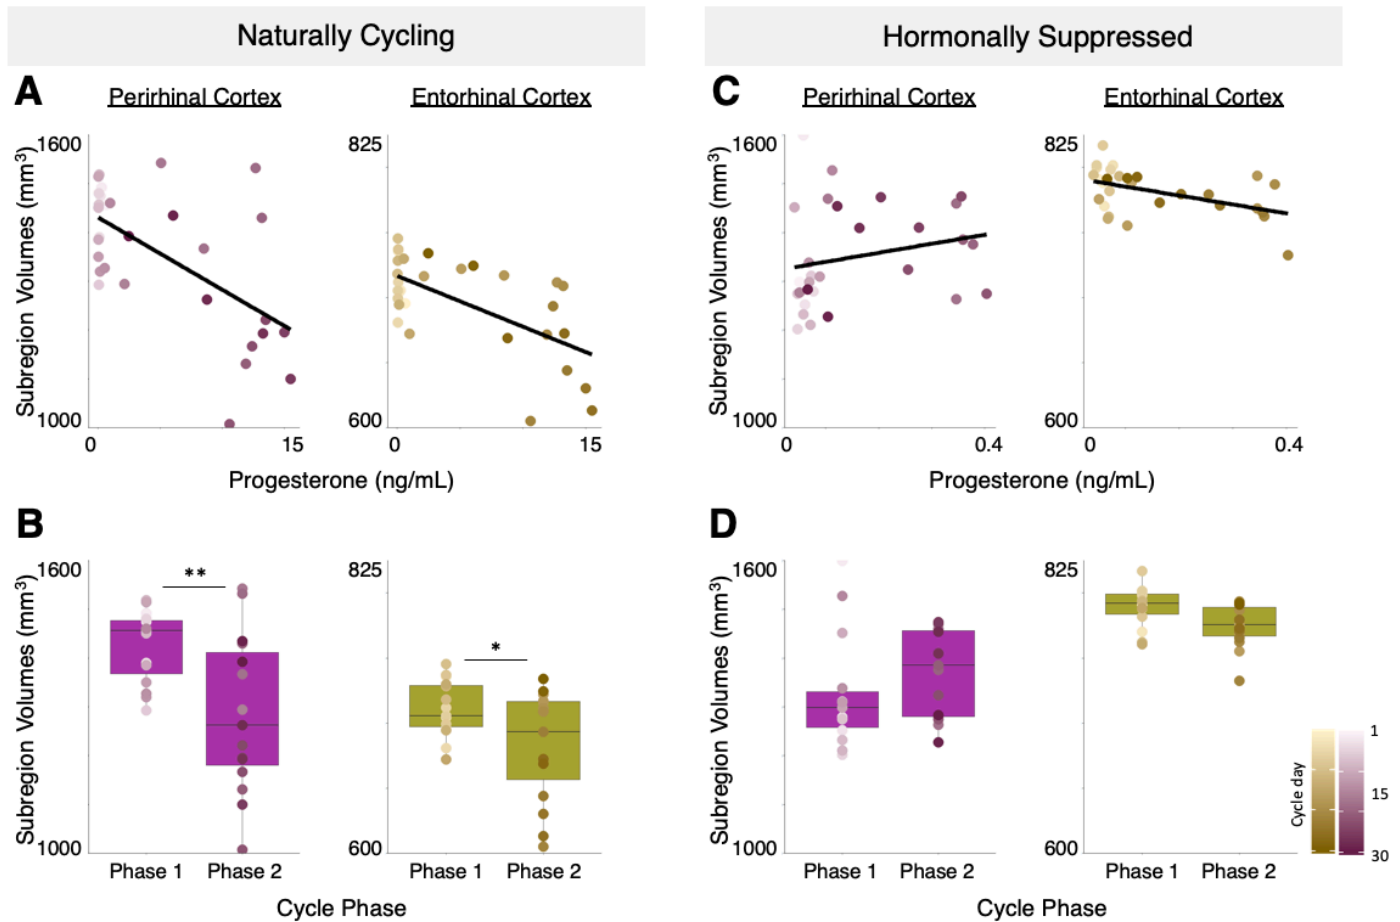 Naturally Cycling
Hormonally Suppressed
A
Perirhinal Cortex
Entorhinal Cortex
C
Perirhinal Cortex
Entorhinal Cortex
Subregion Volumes (mm³)
1600
1000
0
15
825
600
0
15
Progesterone (ng/mL)
Subregion Volumes (mm³)
1600
1000
0
0.4
825
600
0
0.4
Progesterone (ng/mL)
B
D
Subregion Volumes (mm³)
1600
1000
**
Phase 1
Phase 2
825
600
*
Phase 1
Phase 2
Cycle Phase
Subregion Volumes (mm³)
1600
1000
Phase 1
Phase 2
825
600
Phase 1
Phase 2
Cycle Phase
Cycle day
1
15
30